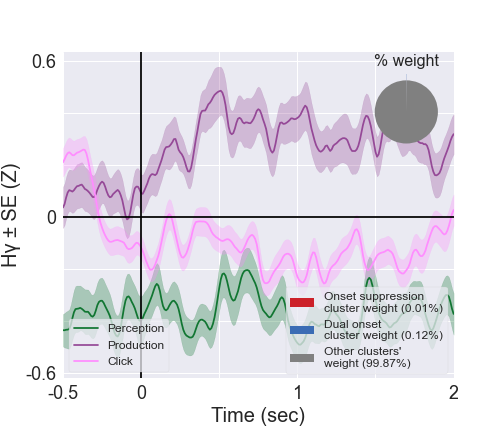 % weight
0.6
0
-0.6
Hγ ± SE (Z)
Perception
Production
Click
Onset suppression
cluster weight (0.01%)
Dual onset
cluster weight (0.12%)
Other clusters'
weight (99.87%)
-0.5
0
1
2
Time (sec)